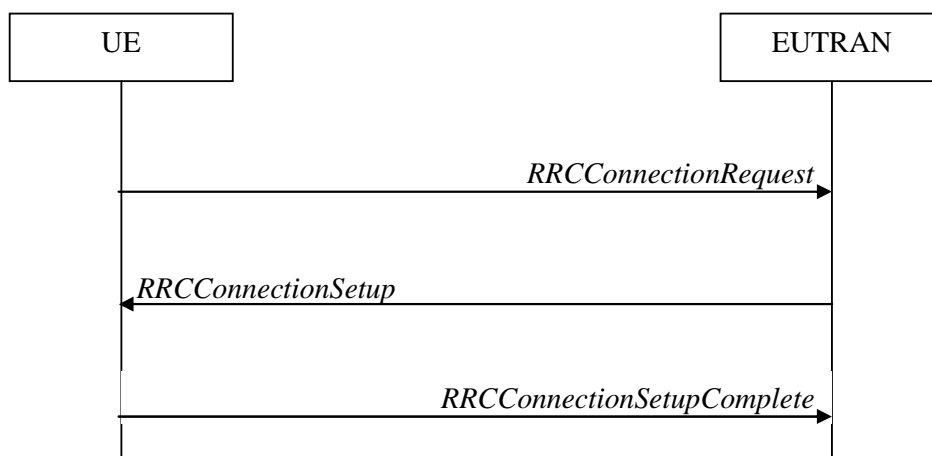 UE
EUTRAN
RRCConnectionRequest
RRCConnectionSetup
RRCConnectionSetupComplete